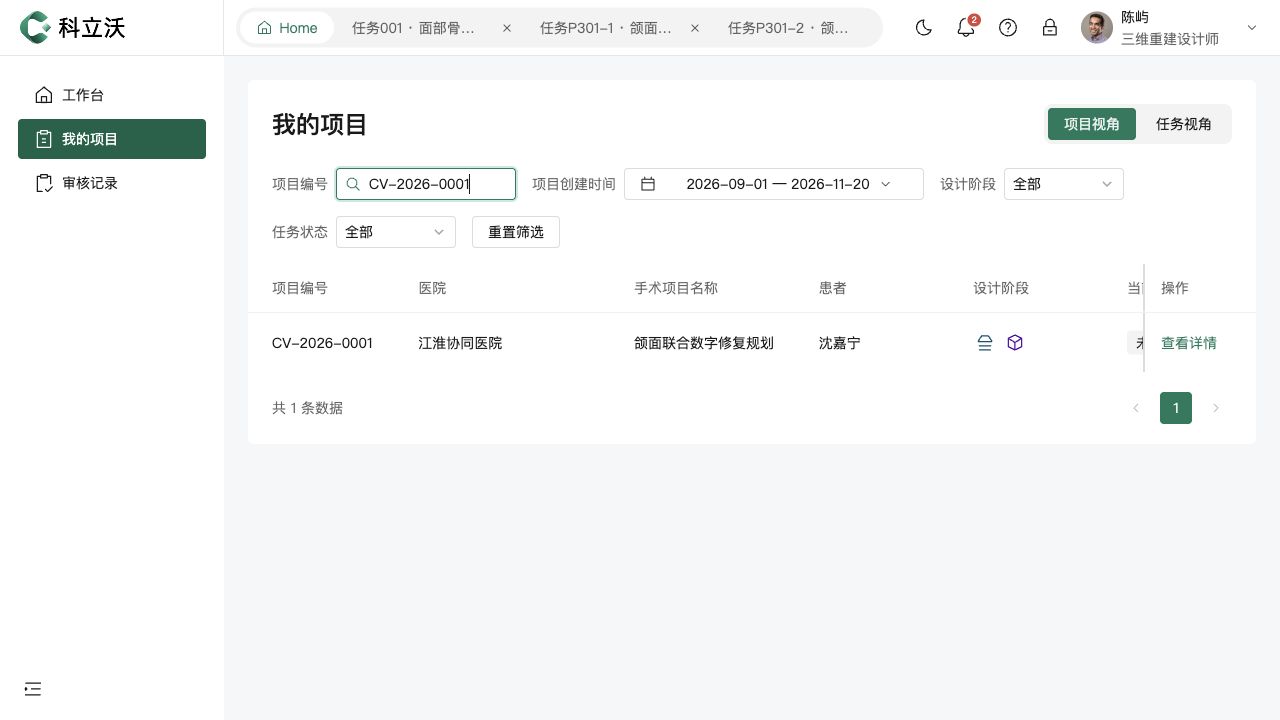 科立沃
Home
任务001 · 面部骨...
任务P301-1 · 颌面...
任务P301-2 · 颌...
2
陈屿
三维重建设计师
工作台
我的项目
审核记录
我的项目
项目视角
任务视角
项目编号
CV-2026-0001
项目创建时间
2026-09-01 — 2026-11-20
设计阶段
全部
任务状态
全部
重置筛选
项目编号 医院 手术项目名称 患者 设计阶段 当 操作
CV-2026-0001 江淮协同医院 颌面联合数字修复规划 沈嘉宁 查看详情
共 1 条数据
1